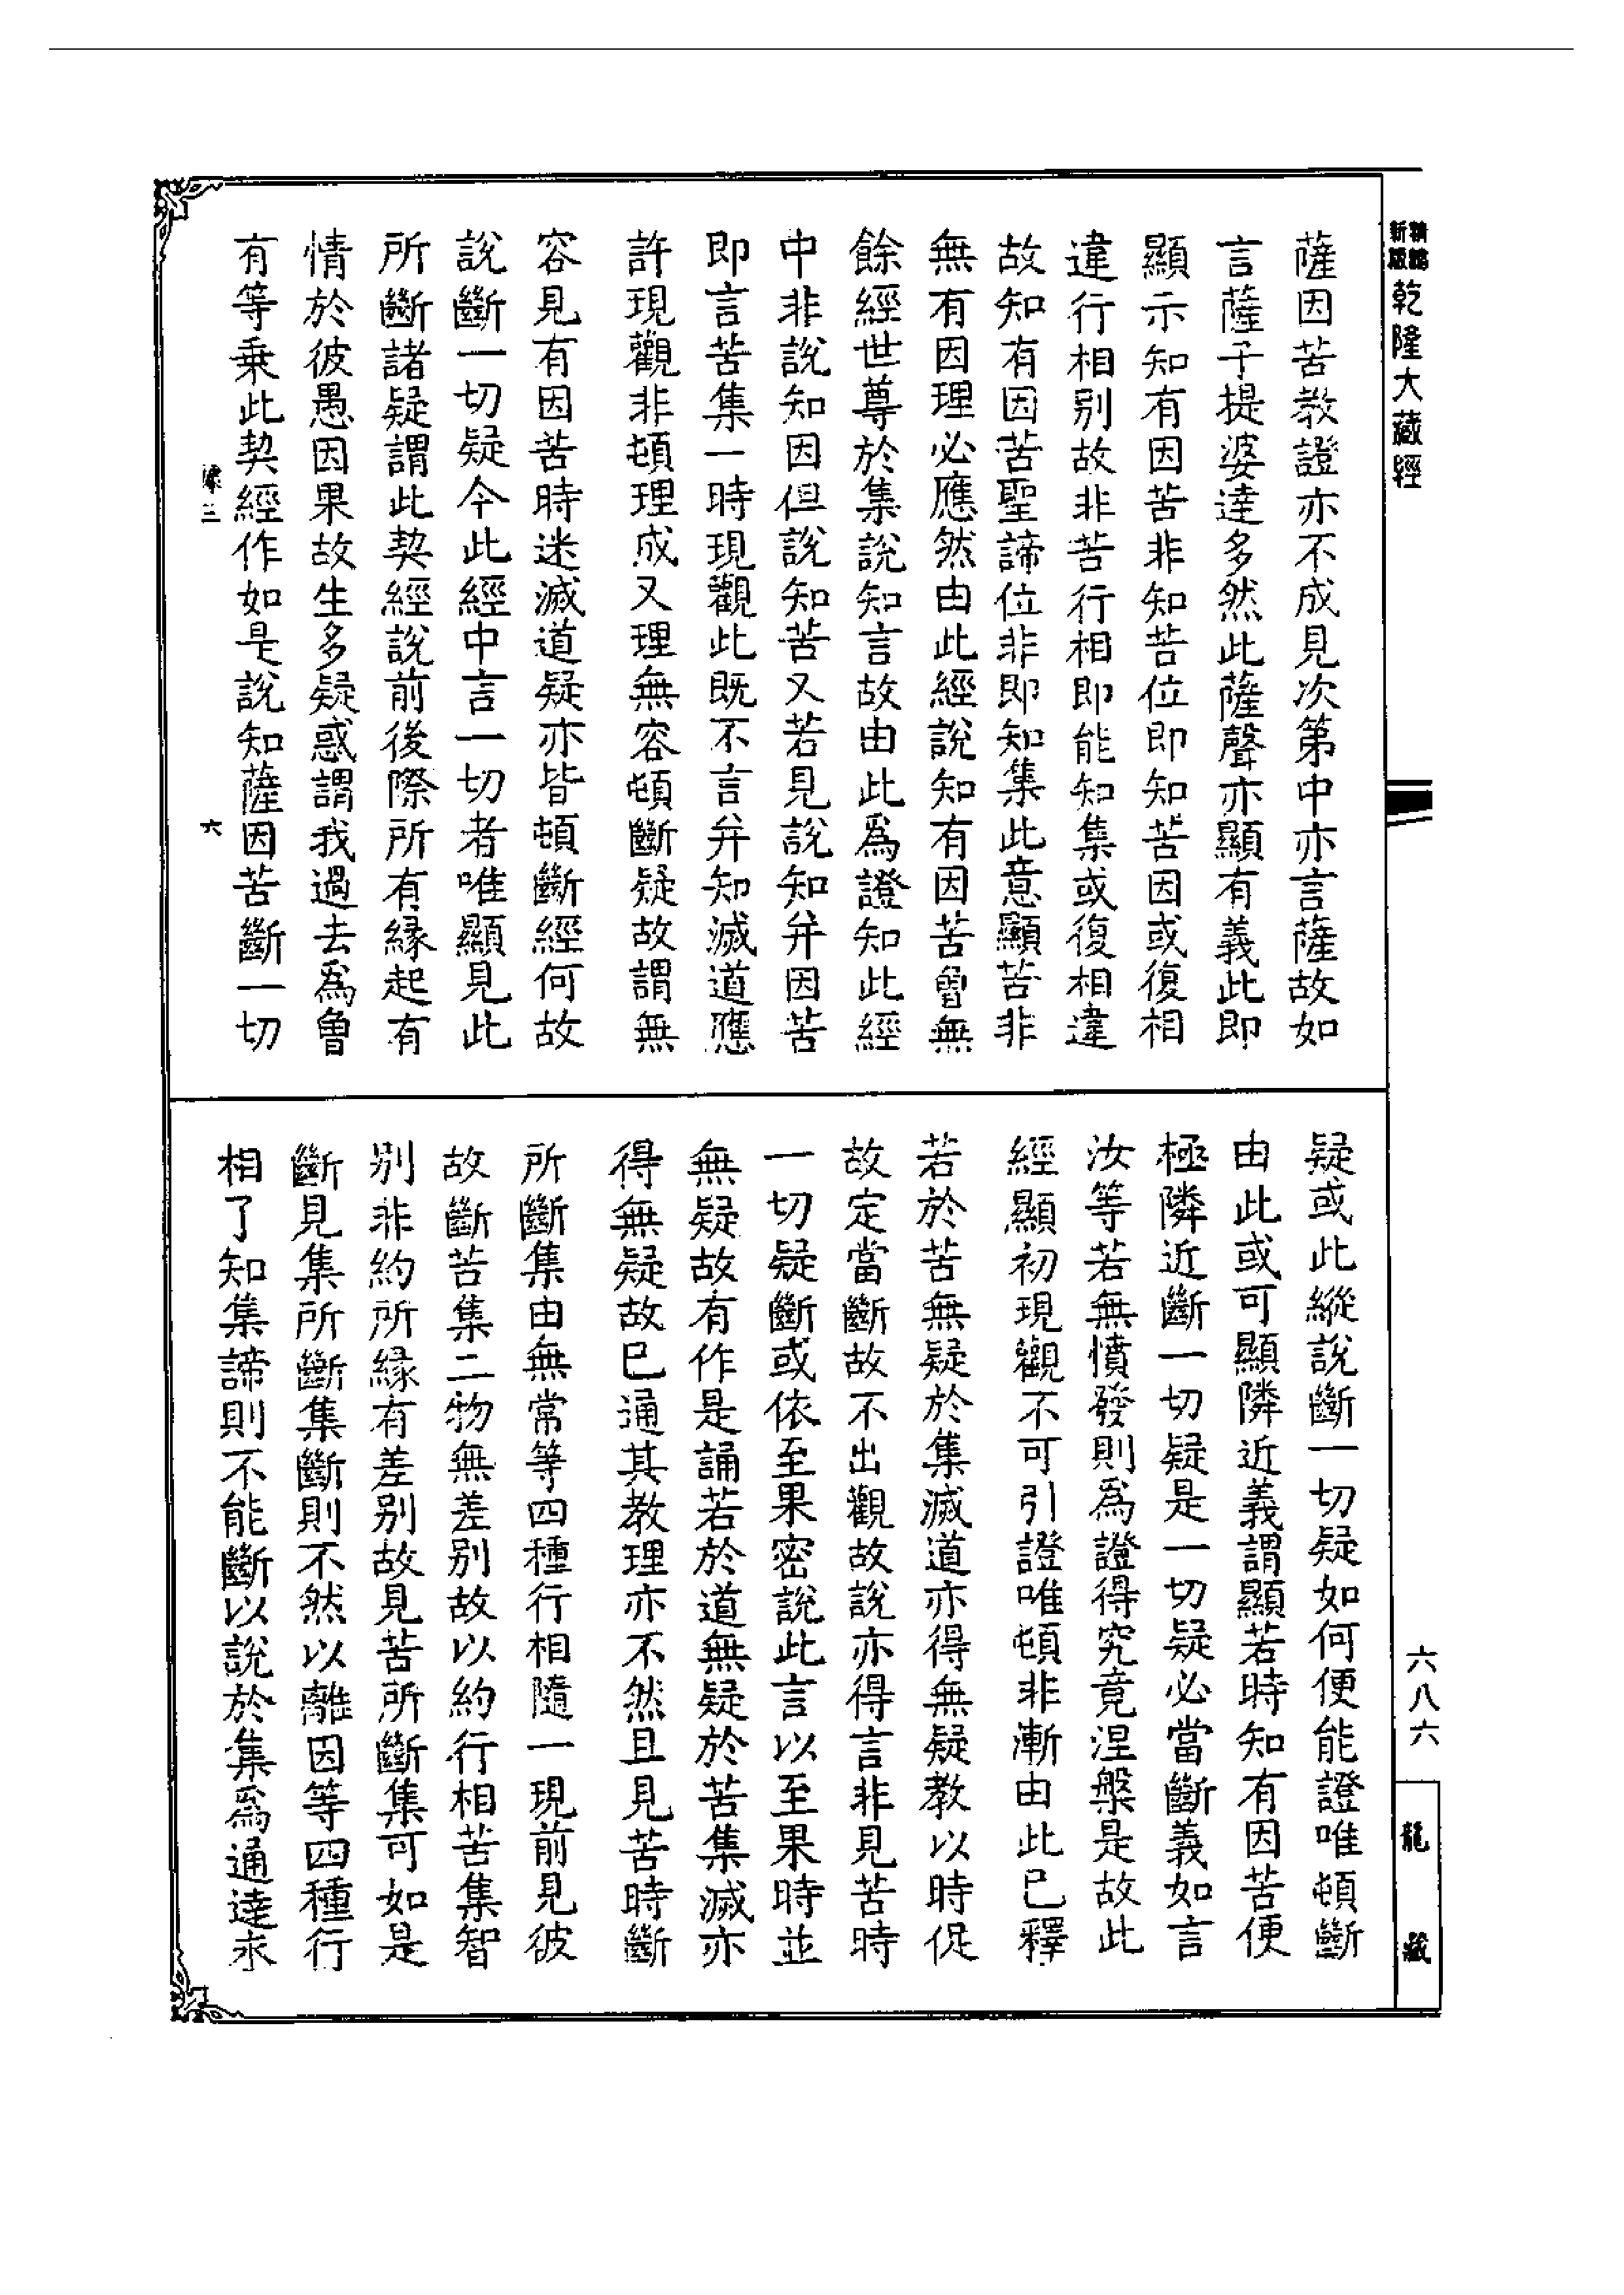 新版
精縮
乾隆大藏經
薩因苦教證亦不成見次第中亦言薩故如
言薩于提婆達多然此薩聲亦顯有義此即
顯示知有因苦非知苦位即知苦因或復相
違行相別故非苦行相即能知集或復相違
故知有因苦聖諦位非即知集此意顯苦非
無有因理必應然由此經說知有因苦曾無
餘經世尊於集說知言故由此爲證知此經
中非說知因但說知苦又若見說知并因苦
即言苦集一時現觀此既不言并知滅道應
許現觀非頓理成又理無容頓斷疑故謂無
容見有因苦時迷滅道疑亦皆頓斷經何故
說斷一切疑今此經中言一切者唯顯見此
所斷諸疑謂此契經說前後際所有緣起有
情於彼愚因果故生多疑惑謂我過去爲曾
有等乘此契經作如是說知薩因苦斷一切
六
疑或此縱說斷一切疑如何便能證唯頓斷
由此或可顯隣近義謂顯若時知有因苦便
極隣近斷一切疑是一切疑必當斷義如言
汝等若無憤發則爲證得究竟涅槃是故此
經顯初現觀不可引證唯頓非漸由此已釋
若於苦無疑於集滅道亦得無疑教以時促
故定當斷故不出觀故說亦得言非見苦時
一切疑斷或依至果密說此言以至果時並
無疑故有作是誦若於道無疑於苦集滅亦
得無疑故已通其教理亦不然且見苦時斷
所斷集由無常等四種行相隨一現前見彼
故斷苦集二物無差別故以約行相苦集智
別非約所緣有差別故見苦所斷集可如是
斷見集所斷集斷則不然以離因等四種行
相了知集諦則不能斷以說於集爲通達求
六八六
龍藏